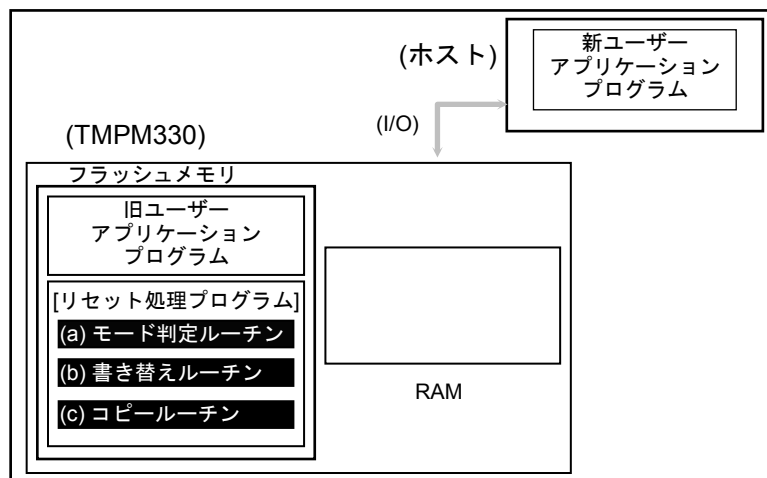 (ホスト)
新ユーザー
アプリケーション
プログラム
(I/O)
(TMPM330)
フラッシュメモリ
旧ユーザー
アプリケーション
プログラム
[リセット処理プログラム]
(a) モード判定ルーチン
(b) 書き替えルーチン
(c) コピールーチン
RAM